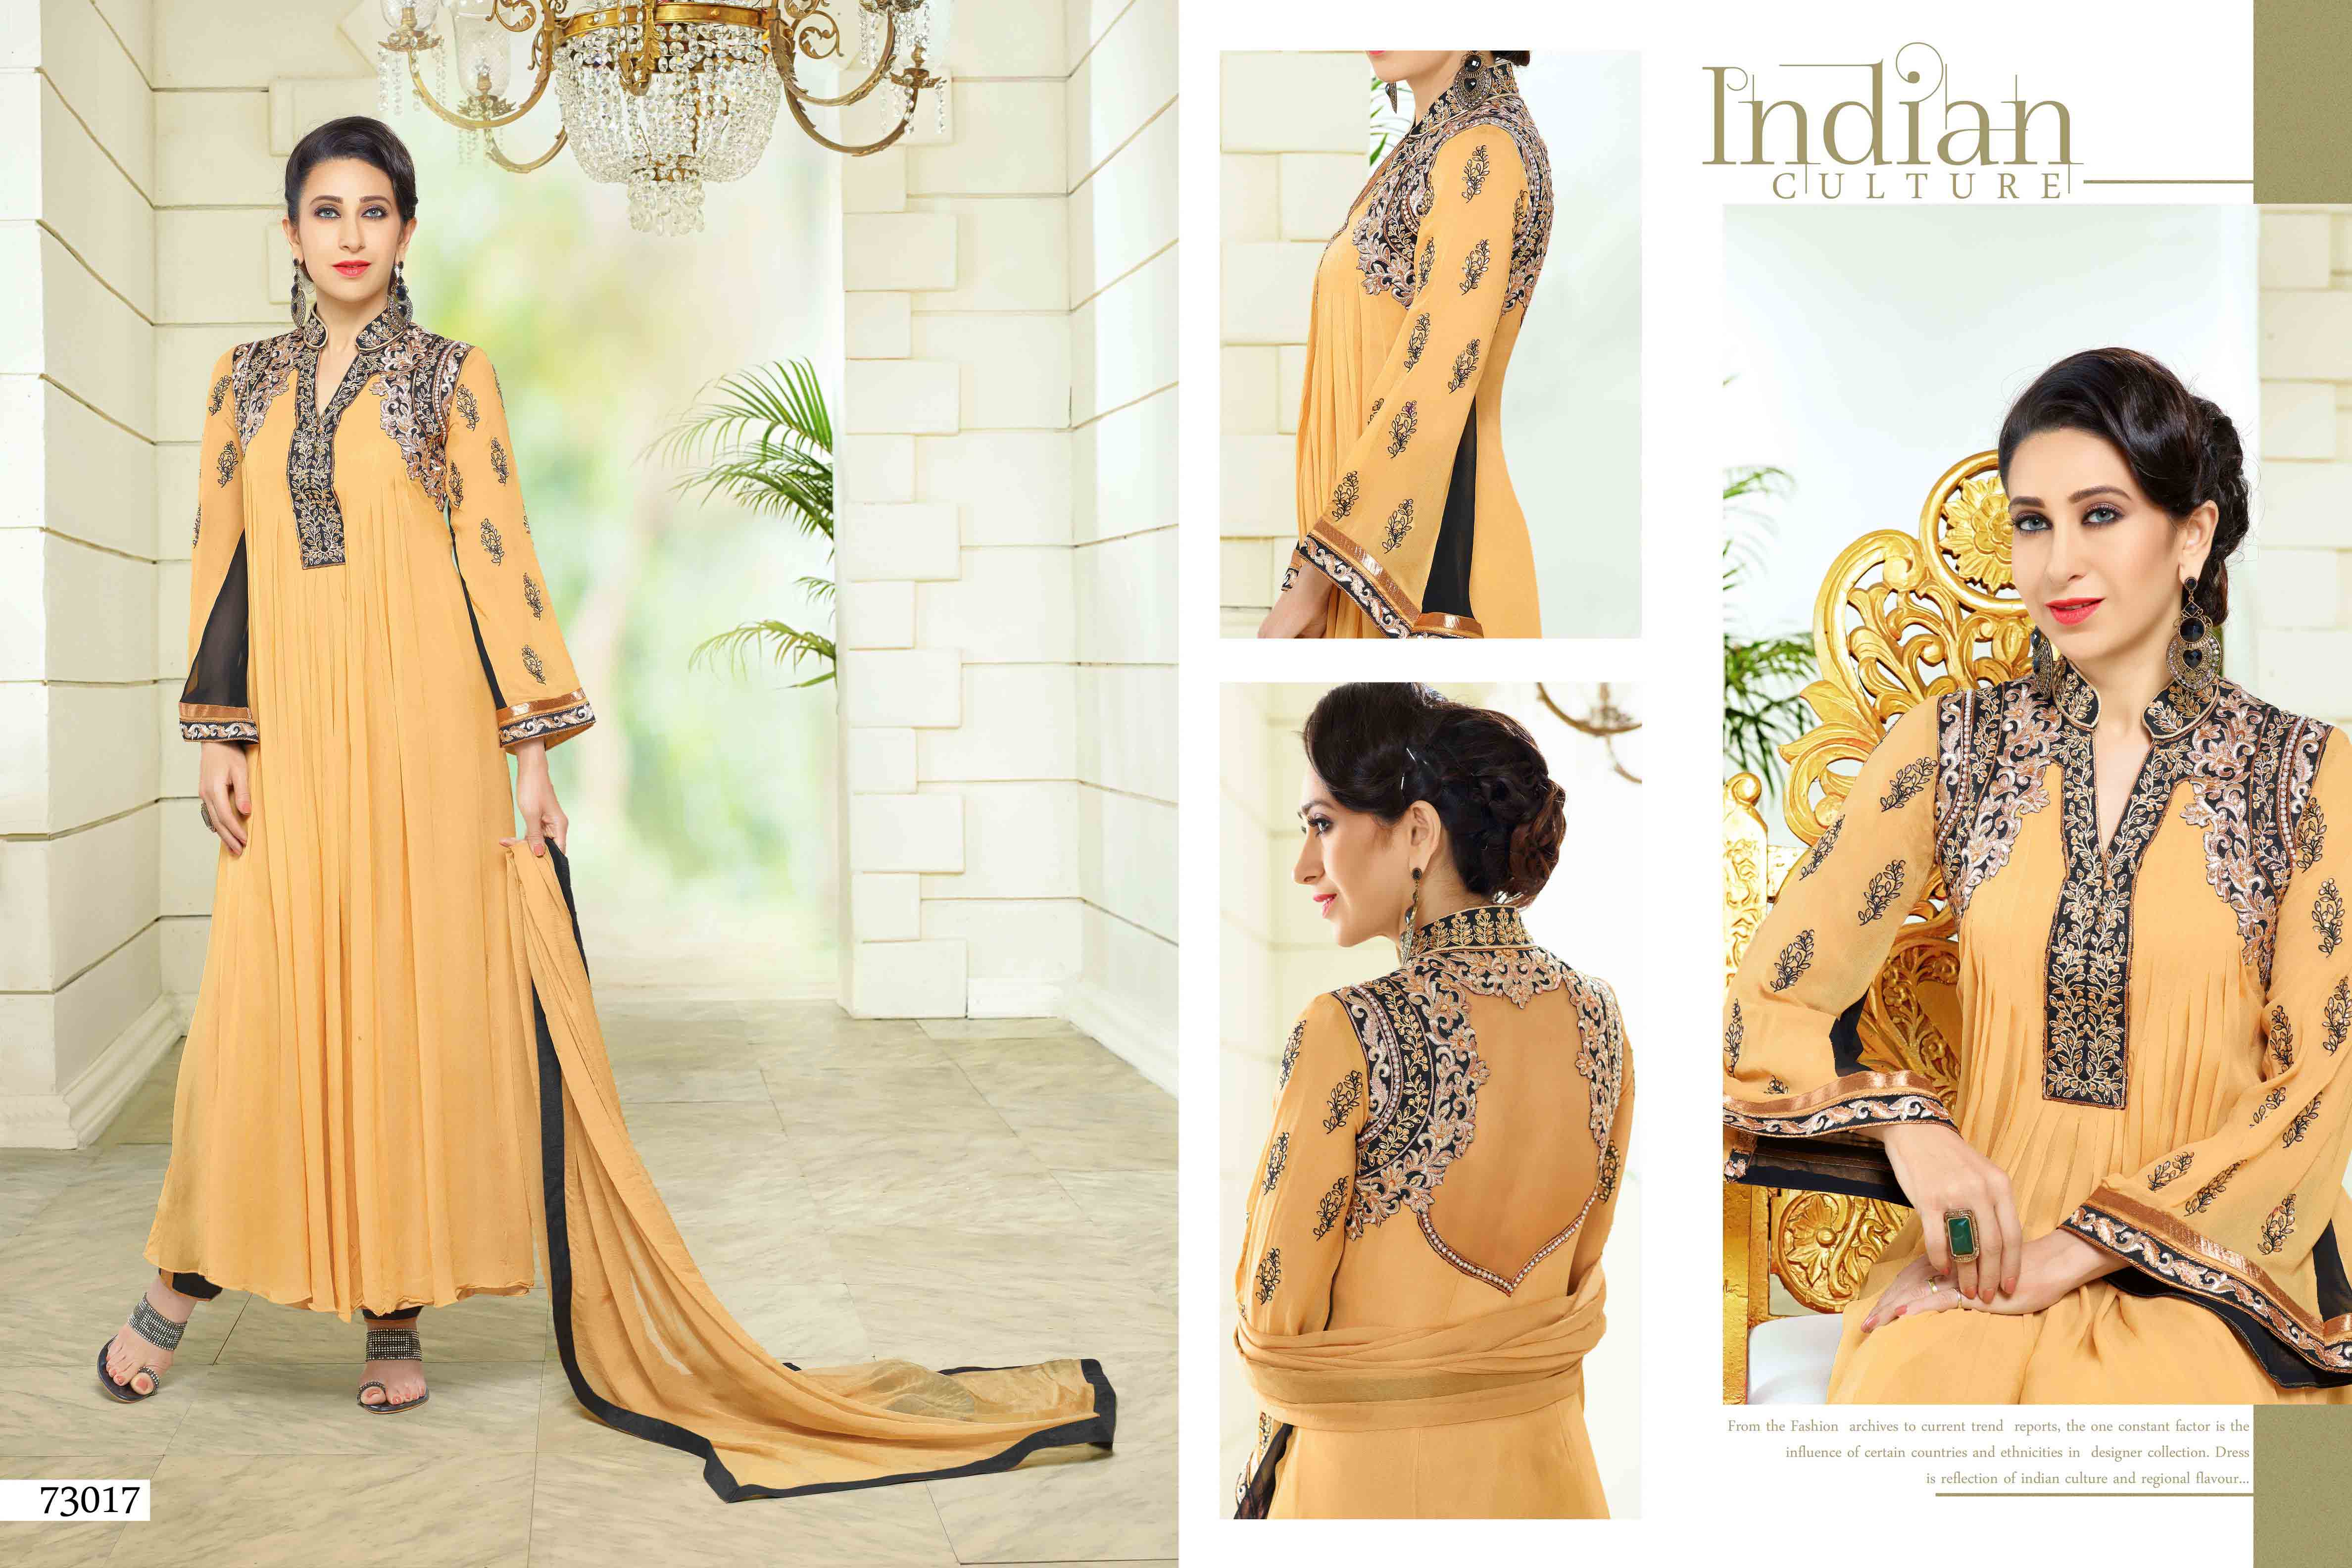 73017
Indian
CULTURE
From the Fashion archives to current trend reports, the one constant factor is the
influence of certain countries and ethnicities in designer collection. Dress
is reflection of indian culture and regional flavour...